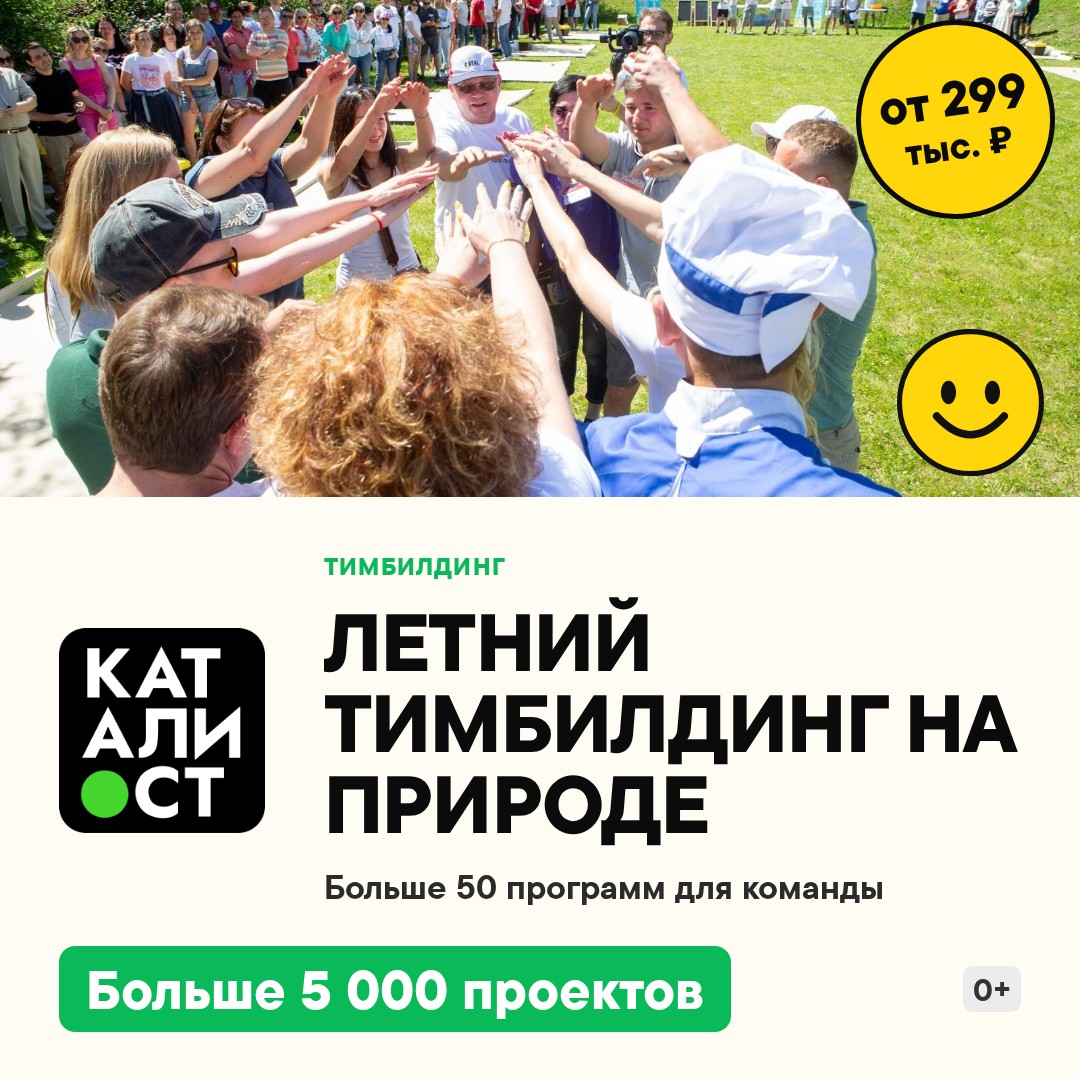 от 299
тыс. ₽
ТИМБИЛДИНГ
ЛЕТНИЙ
ТИМБИЛДИНГ НА
ПРИРОДЕ
КАТ
АЛИ
СТ
Больше 50 программ для команды
Больше 5 000 проектов
0+